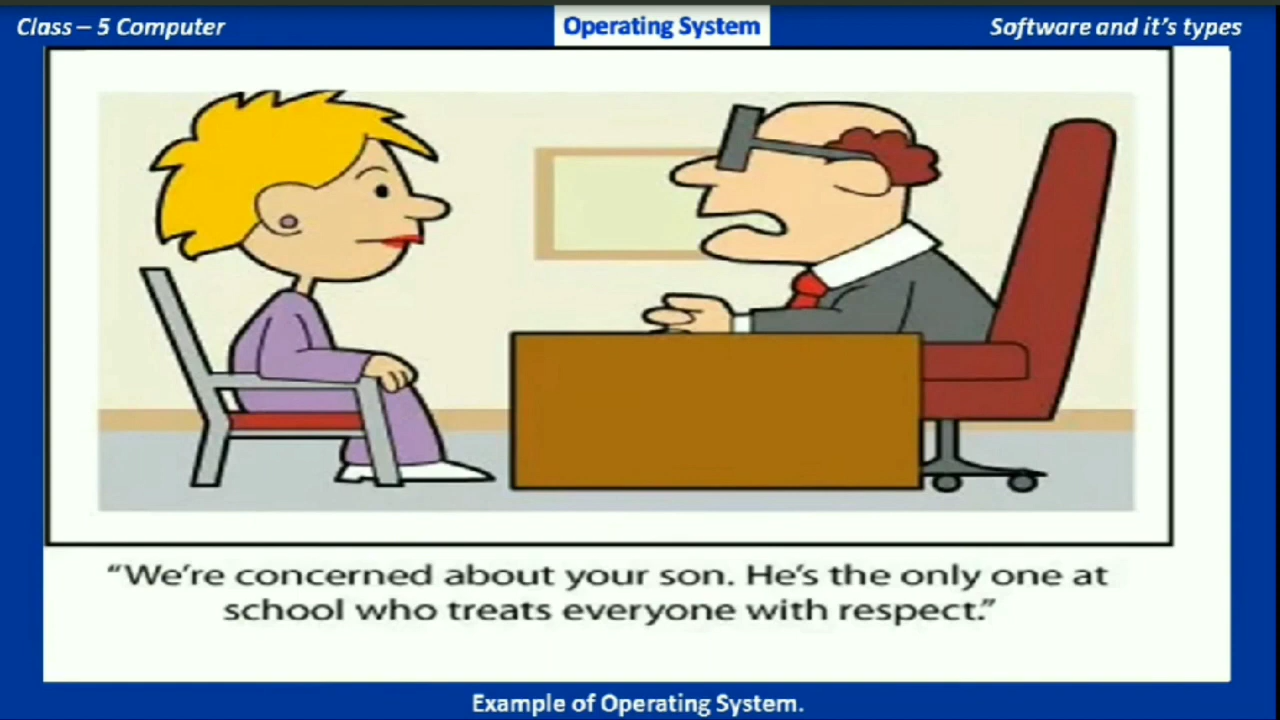 Class – 5 Computer
Operating System
Software and it's types
“We're concerned about your son. He's the only one at
school who treats everyone with respect.”
Example of Operating System.